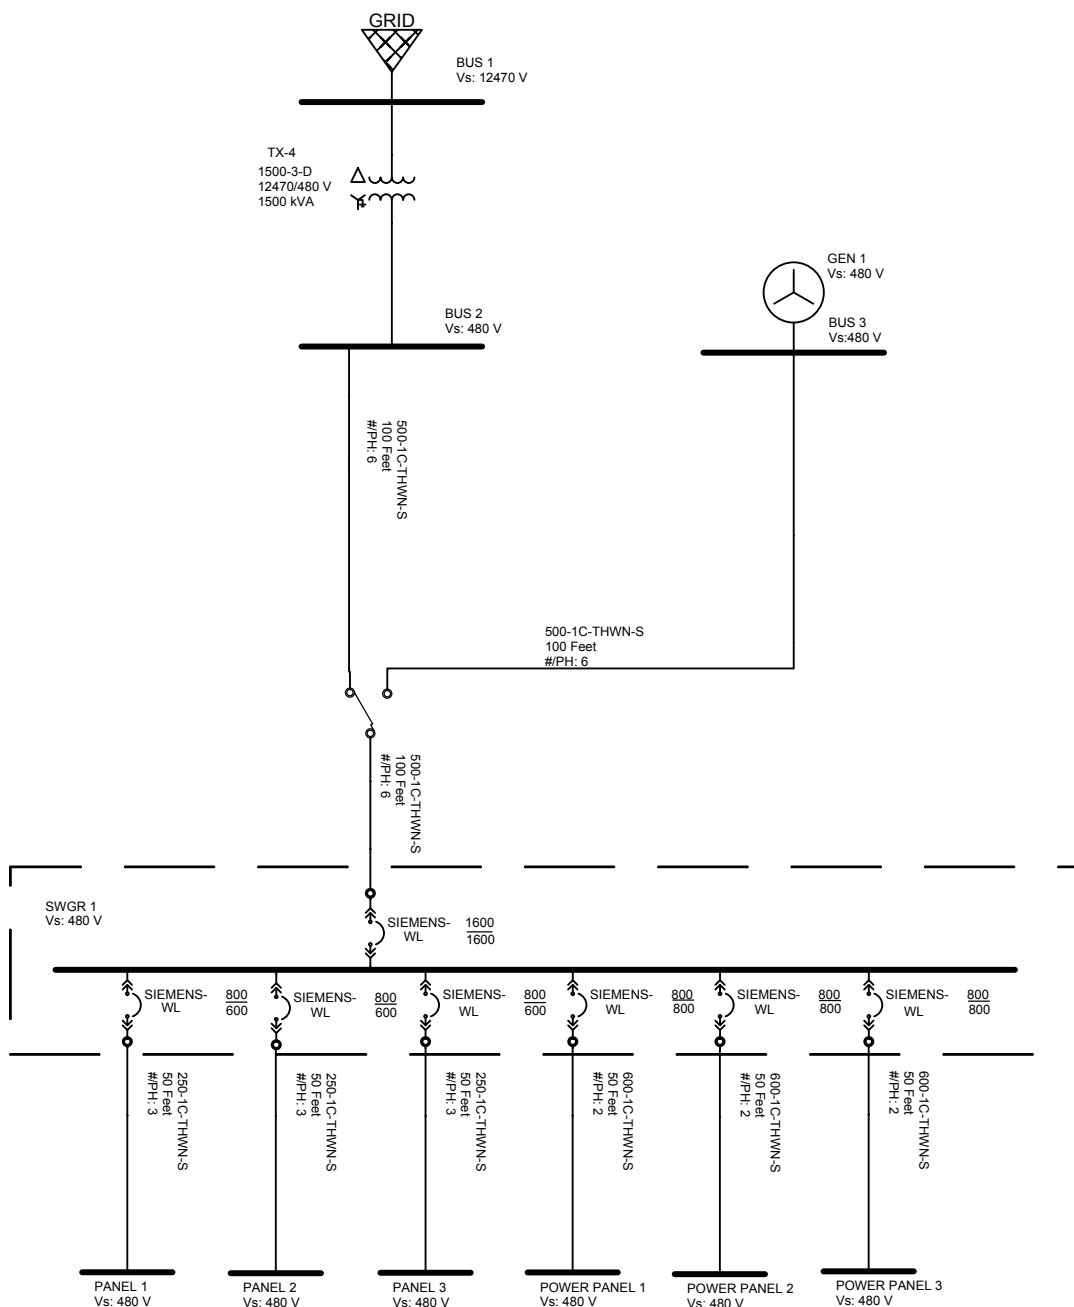 GRID
BUS 1
Vs: 12470 V
TX-4
1500-3-D
12470/480 V
1500 kVA
GEN 1
Vs: 480 V
BUS 2
Vs: 480 V
BUS 3
Vs:480 V
500-1C-THWN-S
100 Feet
#/PH: 6
500-1C-THWN-S
100 Feet
#/PH: 6
500-1C-THWN-S
100 Feet
#/PH: 6
SWGR 1
Vs: 480 V
SIEMENS-
WL
1600
1600
SIEMENS-
WL
800
600
SIEMENS-
WL
800
600
SIEMENS-
WL
800
600
SIEMENS-
WL
800
800
SIEMENS-
WL
800
800
SIEMENS-
WL
800
800
250-1C-THWN-S
50 Feet
#/PH: 3
250-1C-THWN-S
50 Feet
#/PH: 3
250-1C-THWN-S
50 Feet
#/PH: 3
600-1C-THWN-S
50 Feet
#/PH: 2
600-1C-THWN-S
50 Feet
#/PH: 2
600-1C-THWN-S
50 Feet
#/PH: 2
PANEL 1
Vs: 480 V
PANEL 2
Vs: 480 V
PANEL 3
Vs: 480 V
POWER PANEL 1
Vs: 480 V
POWER PANEL 2
Vs: 480 V
POWER PANEL 3
Vs: 480 V